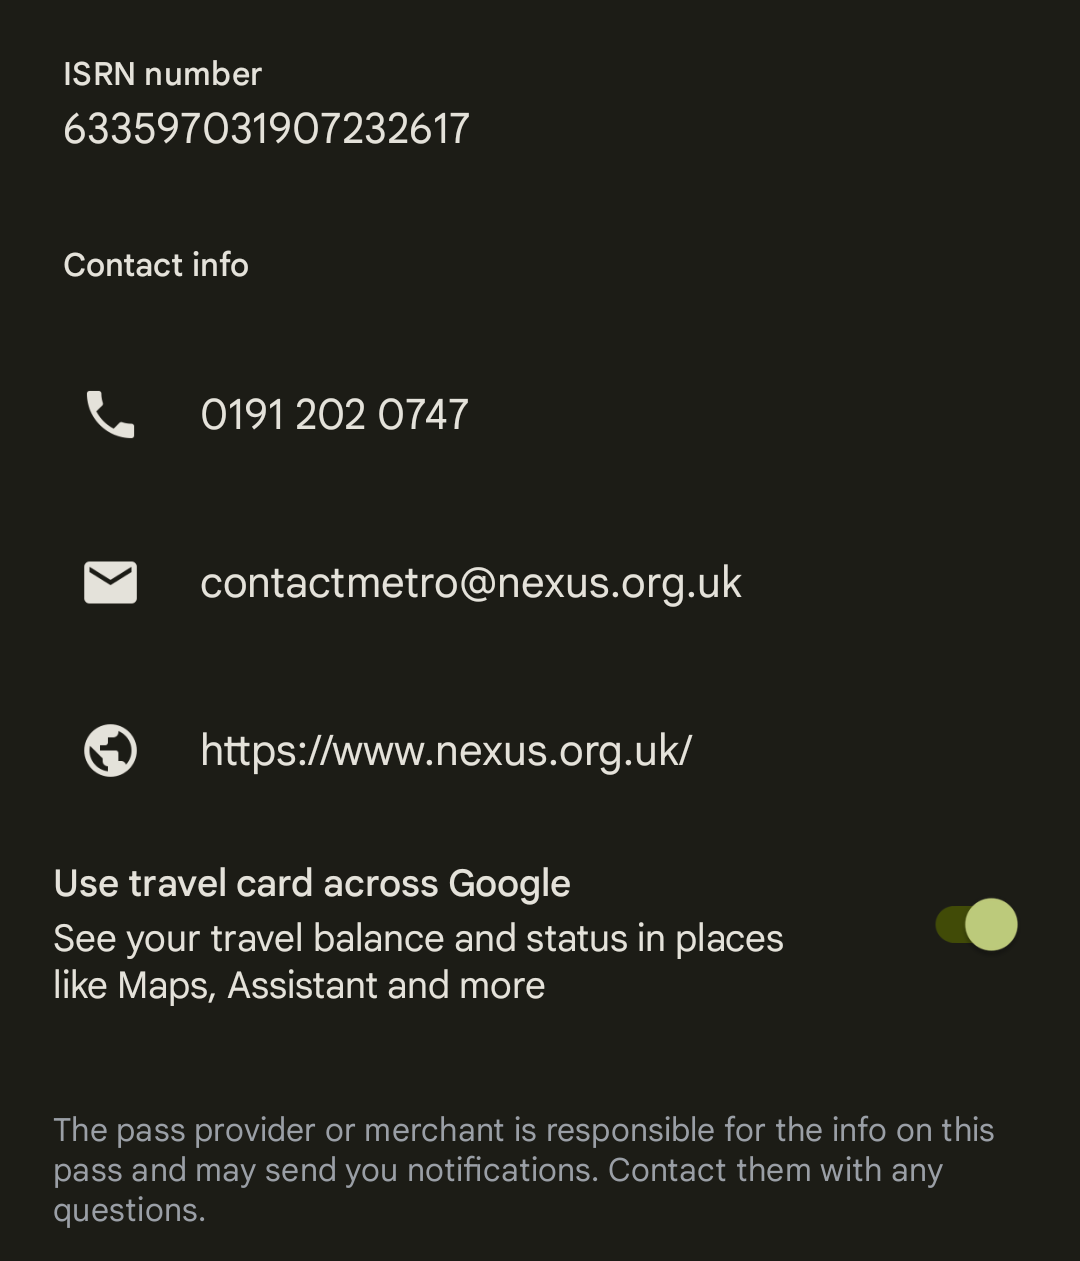 ISRN number
633597031907232617
Contact info
0191 202 0747
contactmetro@nexus.org.uk
https://www.nexus.org.uk/
Use travel card across Google
See your travel balance and status in places
like Maps, Assistant and more
The pass provider or merchant is responsible for the info on this
pass and may send you notifications. Contact them with any
questions.